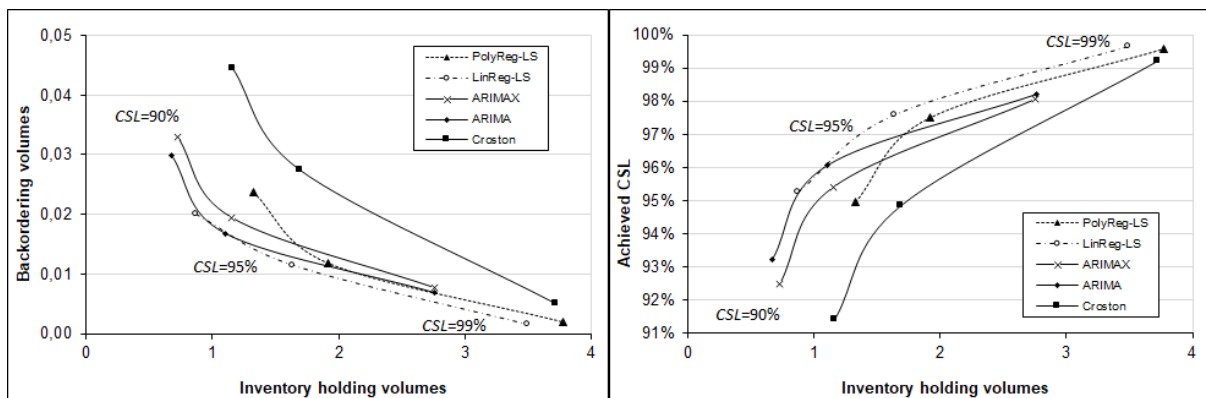 0,05
0,04
0,03
0,02
0,01
0,00
Backordering volumes
0
1
2
3
4
Inventory holding volumes
CSL=90%
CSL=95%
CSL=99%
PolyReg-LS
LinReg-LS
ARIMAX
ARIMA
Croston
100%
99%
98%
97%
96%
95%
94%
93%
92%
91%
Achieved CSL
0
1
2
3
4
Inventory holding volumes
CSL=99%
CSL=95%
CSL=90%
PolyReg-LS
LinReg-LS
ARIMAX
ARIMA
Croston